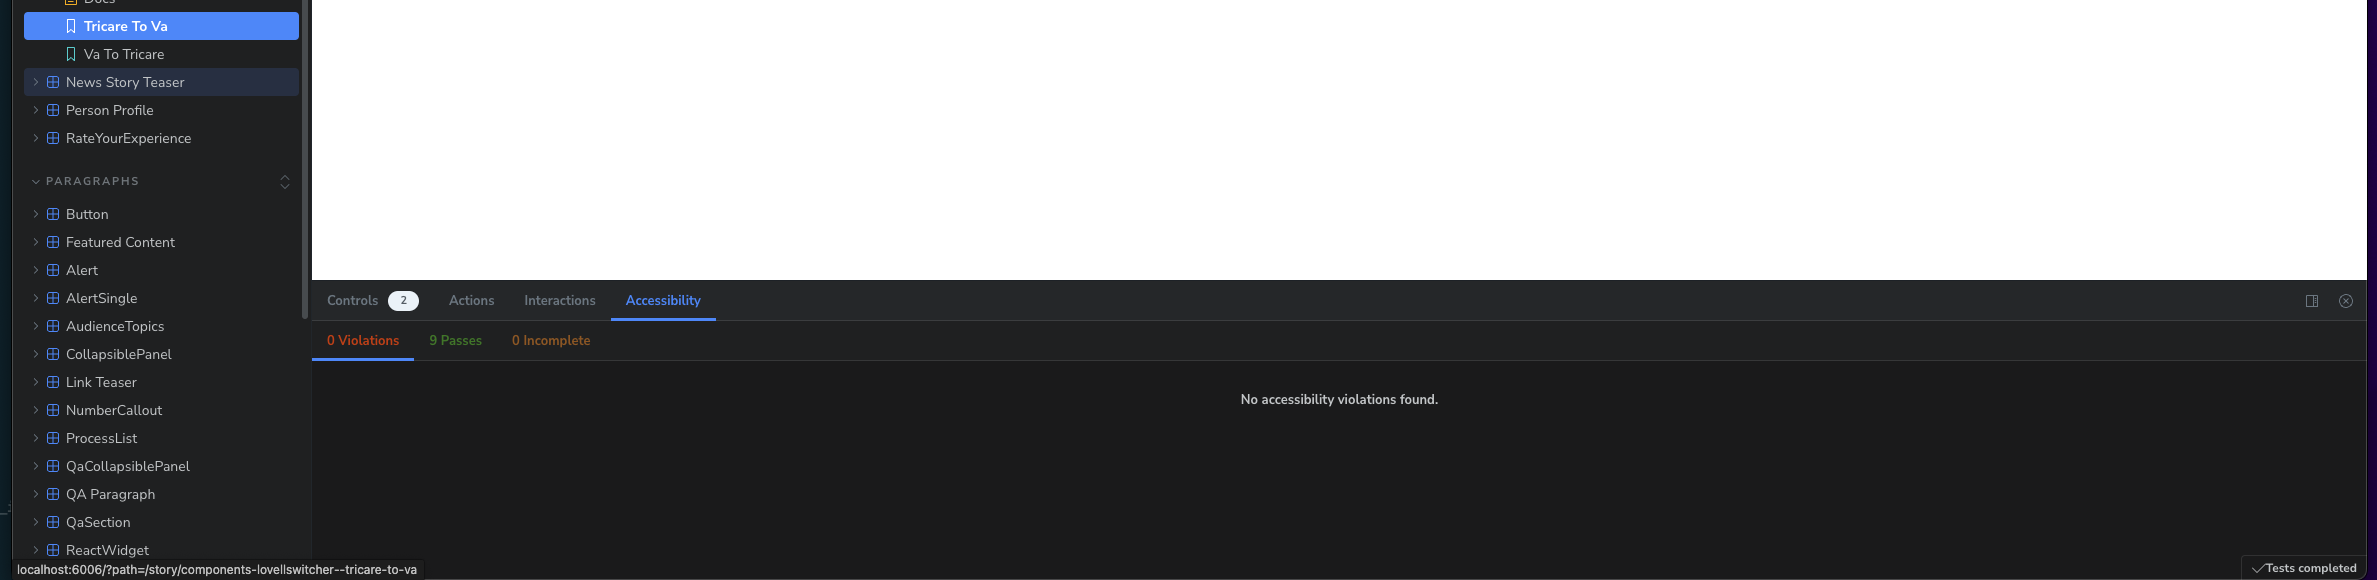 Docs
Tricare To Va
Va To Tricare
News Story Teaser
Person Profile
RateYourExperience
PARAGRAPHS
Button
Featured Content
Alert
AlertSingle
AudienceTopics
CollapsiblePanel
Link Teaser
NumberCallout
ProcessList
QaCollapsiblePanel
QA Paragraph
QaSection
ReactWidget
localhost:6006/?path=/story/components-lovellswitcher--tricare-to-va
Controls 2 Actions Interactions Accessibility
0 Violations 9 Passes 0 Incomplete
No accessibility violations found.
Tests completed